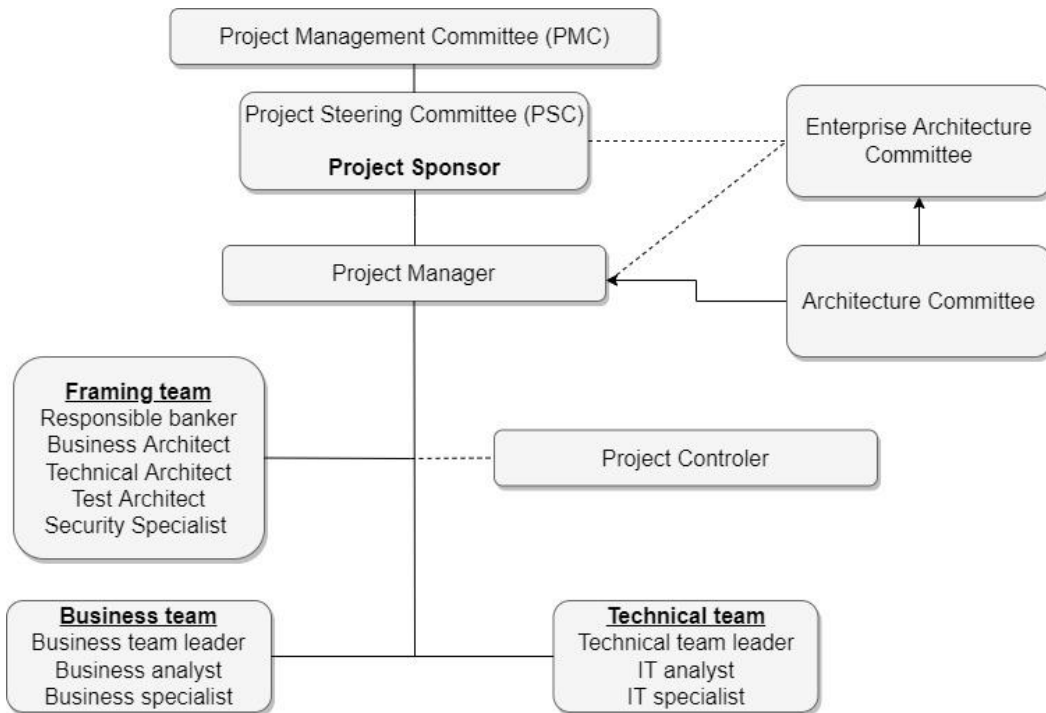 Project Management Committee (PMC)
Project Steering Committee (PSC)
Project Sponsor
Enterprise Architecture
Committee
Project Manager
Architecture Committee
Framing team
Responsible banker
Business Architect
Technical Architect
Test Architect
Security Specialist
Project Controler
Business team
Business team leader
Business analyst
Business specialist
Technical team
Technical team leader
IT analyst
IT specialist